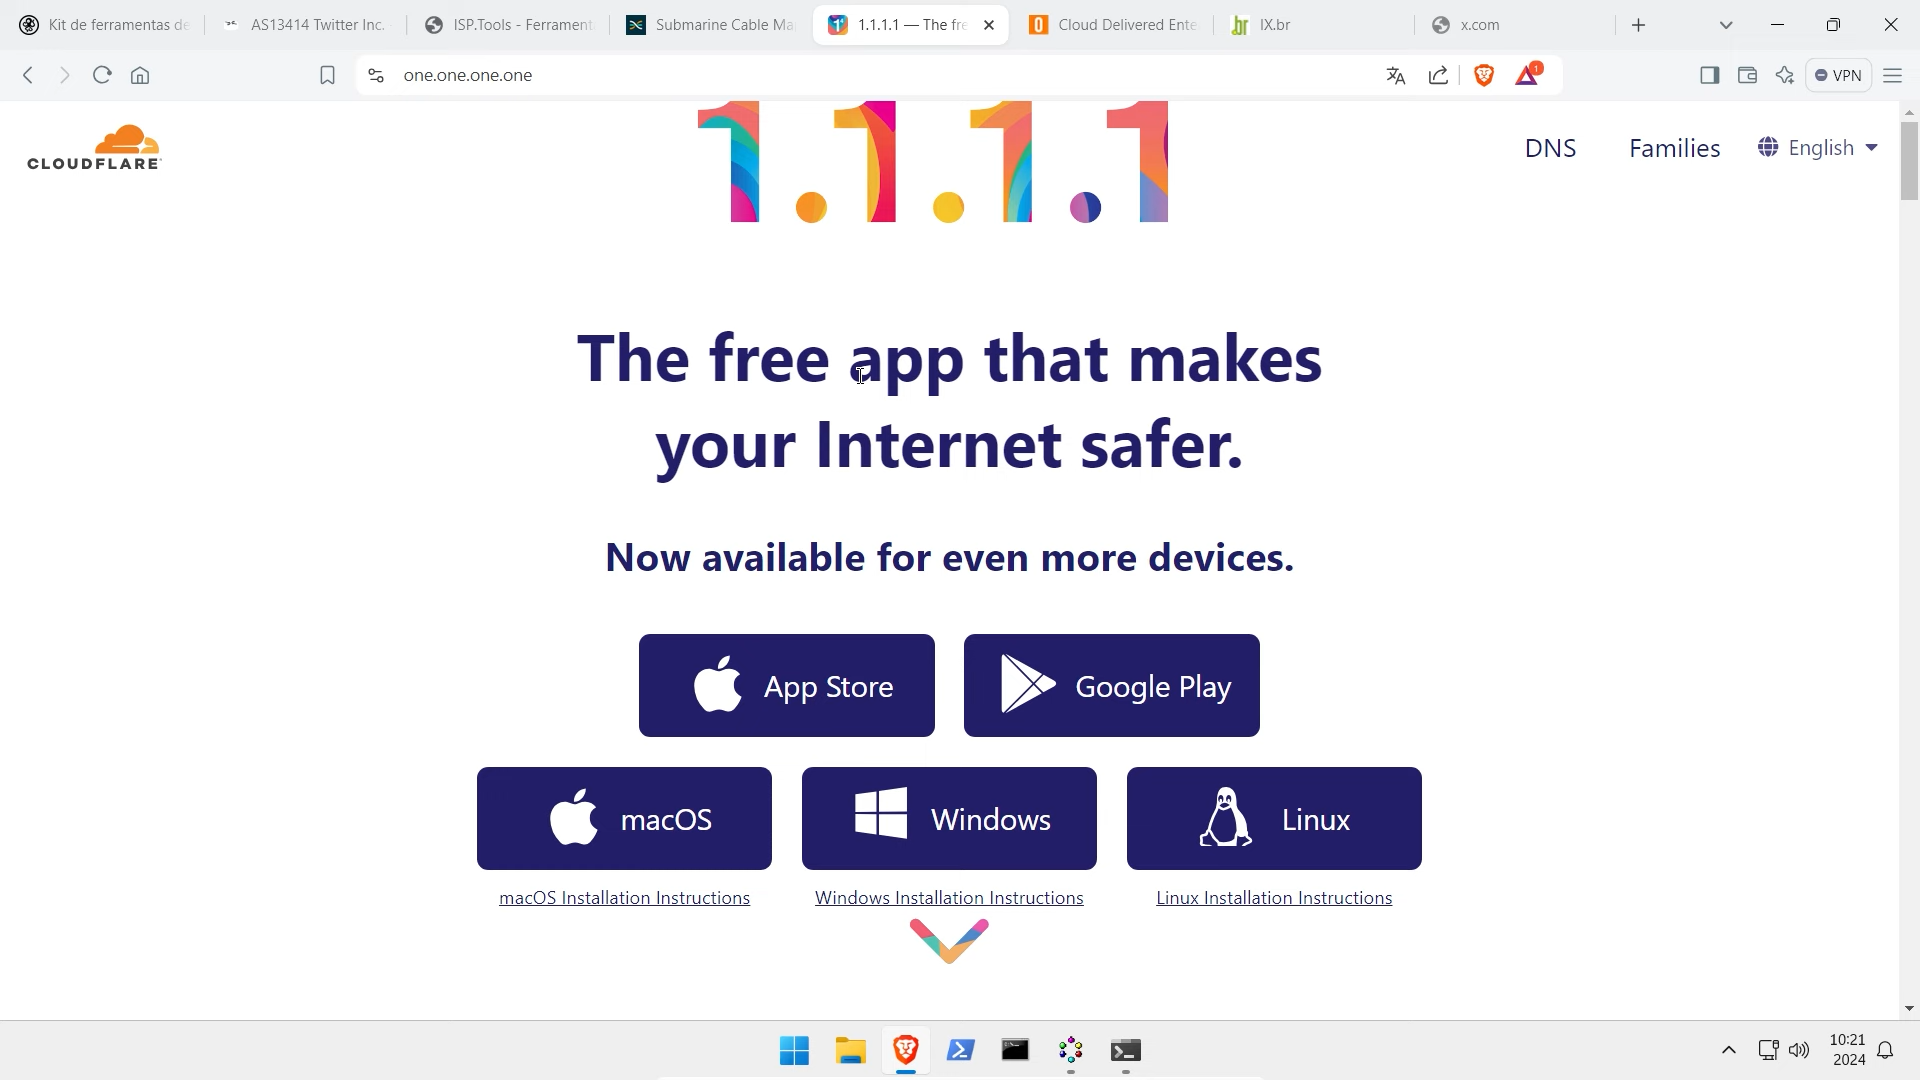 Kit de ferramentas de
AS13414 Twitter Inc.
ISP.Tools - Ferrament
Submarine Cable Ma
1.1.1.1 — The fre
Cloud Delivered Ente
IX.br
x.com
one.one.one.one
1
VPN
CLOUDFLARE
1.1.1.1
DNS
Families
English
The free app that makes
your Internet safer.
Now available for even more devices.
App Store
Google Play
macOS
Windows
Linux
macOS Installation Instructions
Windows Installation Instructions
Linux Installation Instructions
10:21
2024